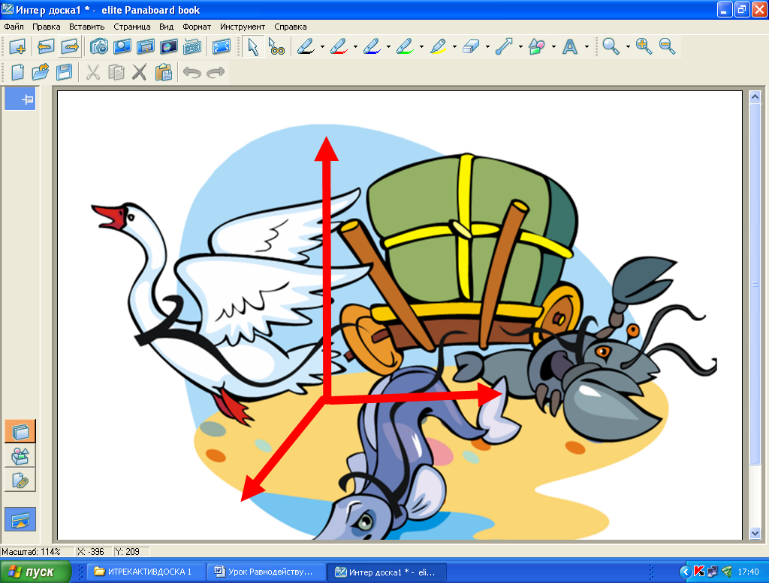 Интер доска1 * - elite Panaboard book
Файл Правка Вставить Страница Вид Формат Инструмент Справка
Масштаб: 114% X: -396 Y: 209
пуск ИТРЕКАКТИВДОСКА 1 Урок Равнодейству... Интер доска1 * - eli... 17:40